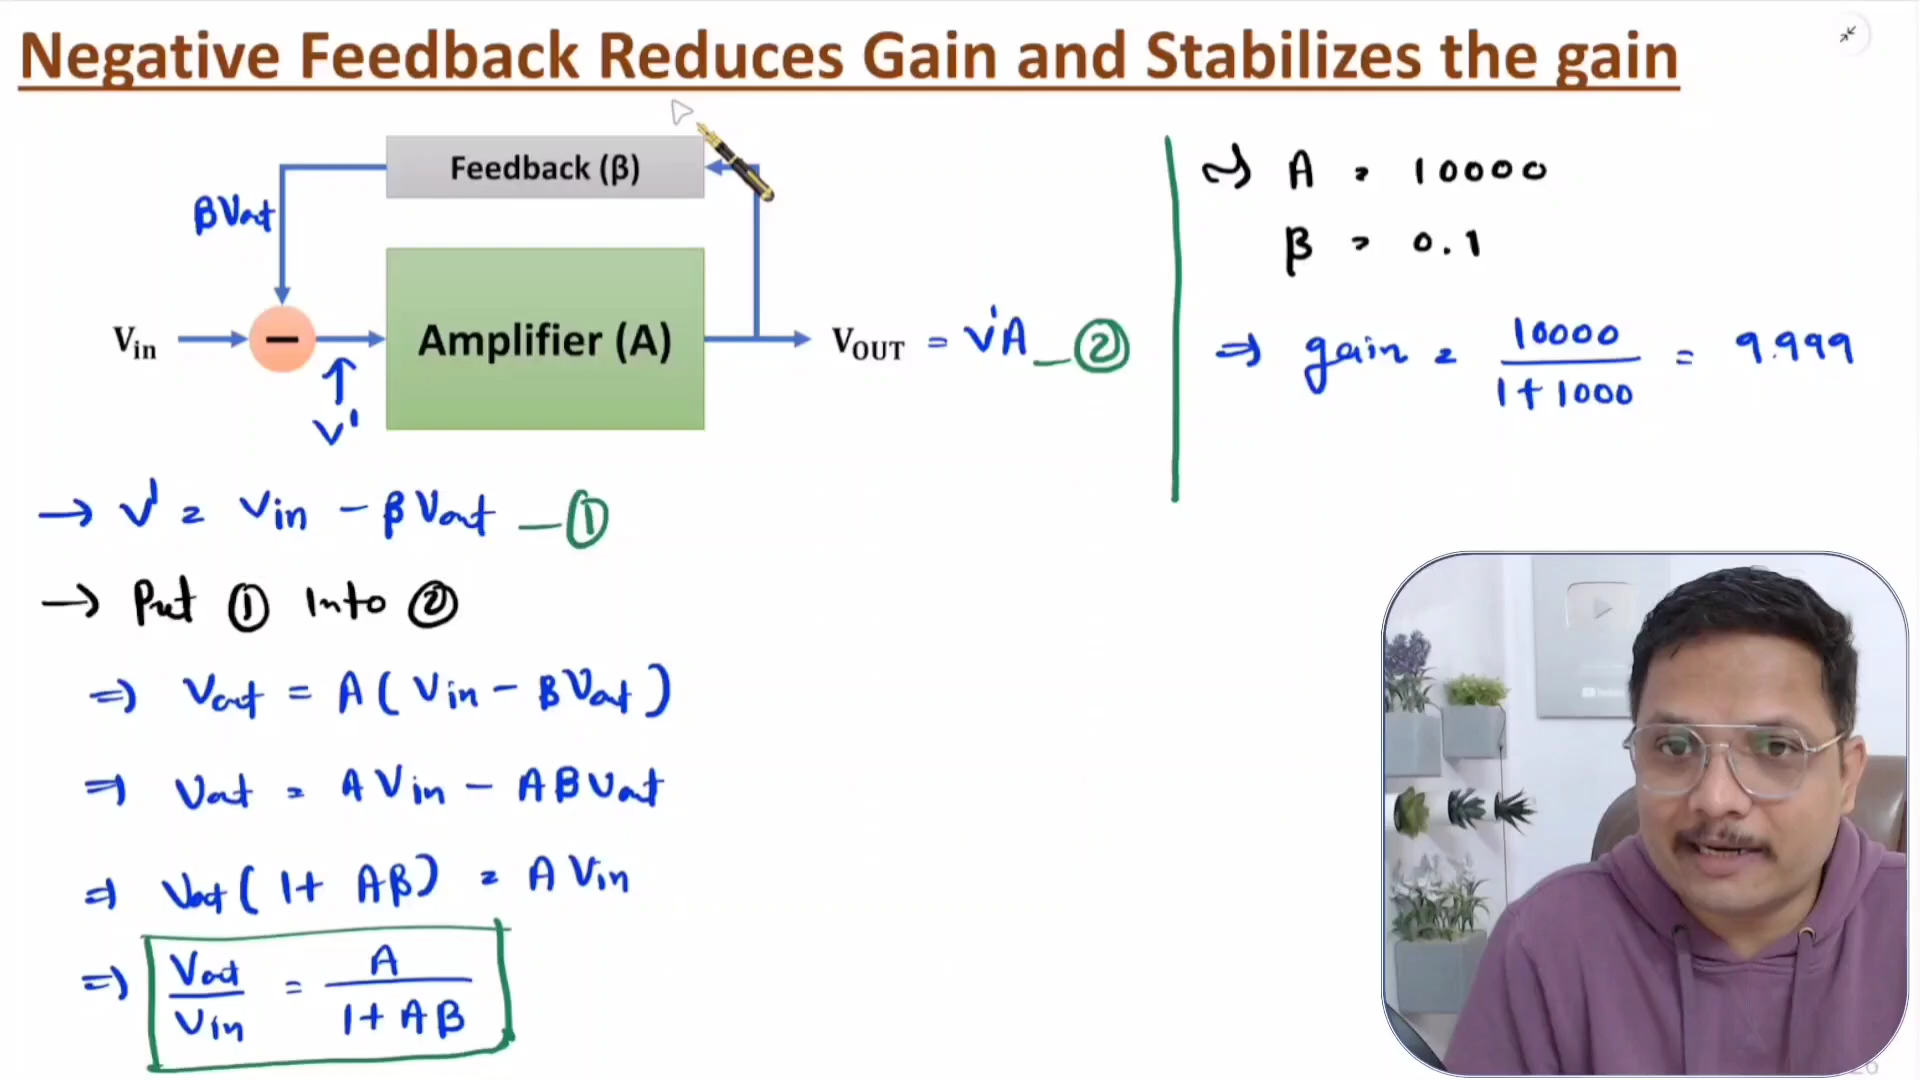 Negative Feedback Reduces Gain and Stabilizes the gain
Feedback (β)
βVout
Amplifier (A)
Vin
−
VOUT = V'A — ②
V'
→ V' = Vin − βVout — ①
→ Put ① Into ②
⇒ Vout = A ( Vin − βVout )
⇒ Vout = A Vin − AβVout
⇒ Vout ( 1 + Aβ ) = A Vin
⇒ Vout / Vin = A / 1 + Aβ
→ A = 10000
β = 0.1
⇒ gain = 10000 / 1 + 1000 = 9.999